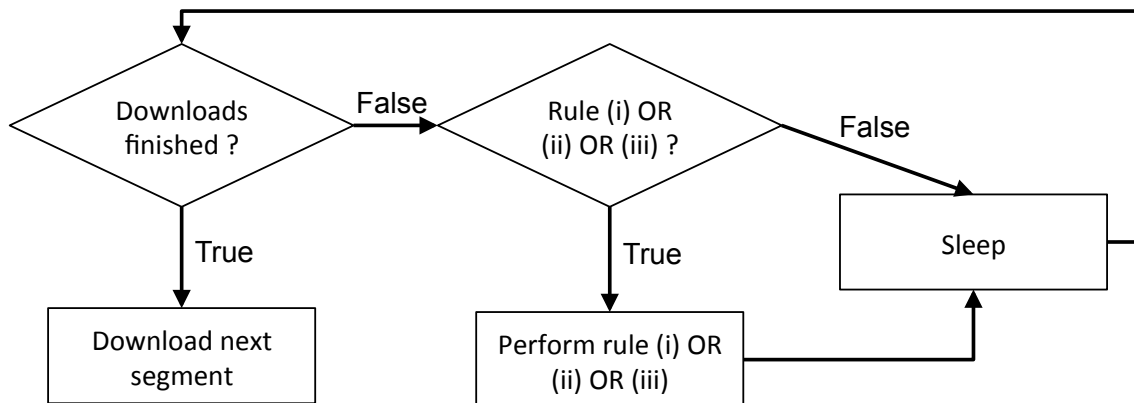 Downloads
finished ?
False
Rule (i) OR
(ii) OR (iii) ?
False
True
True
Sleep
Download next
segment
Perform rule (i) OR
(ii) OR (iii)